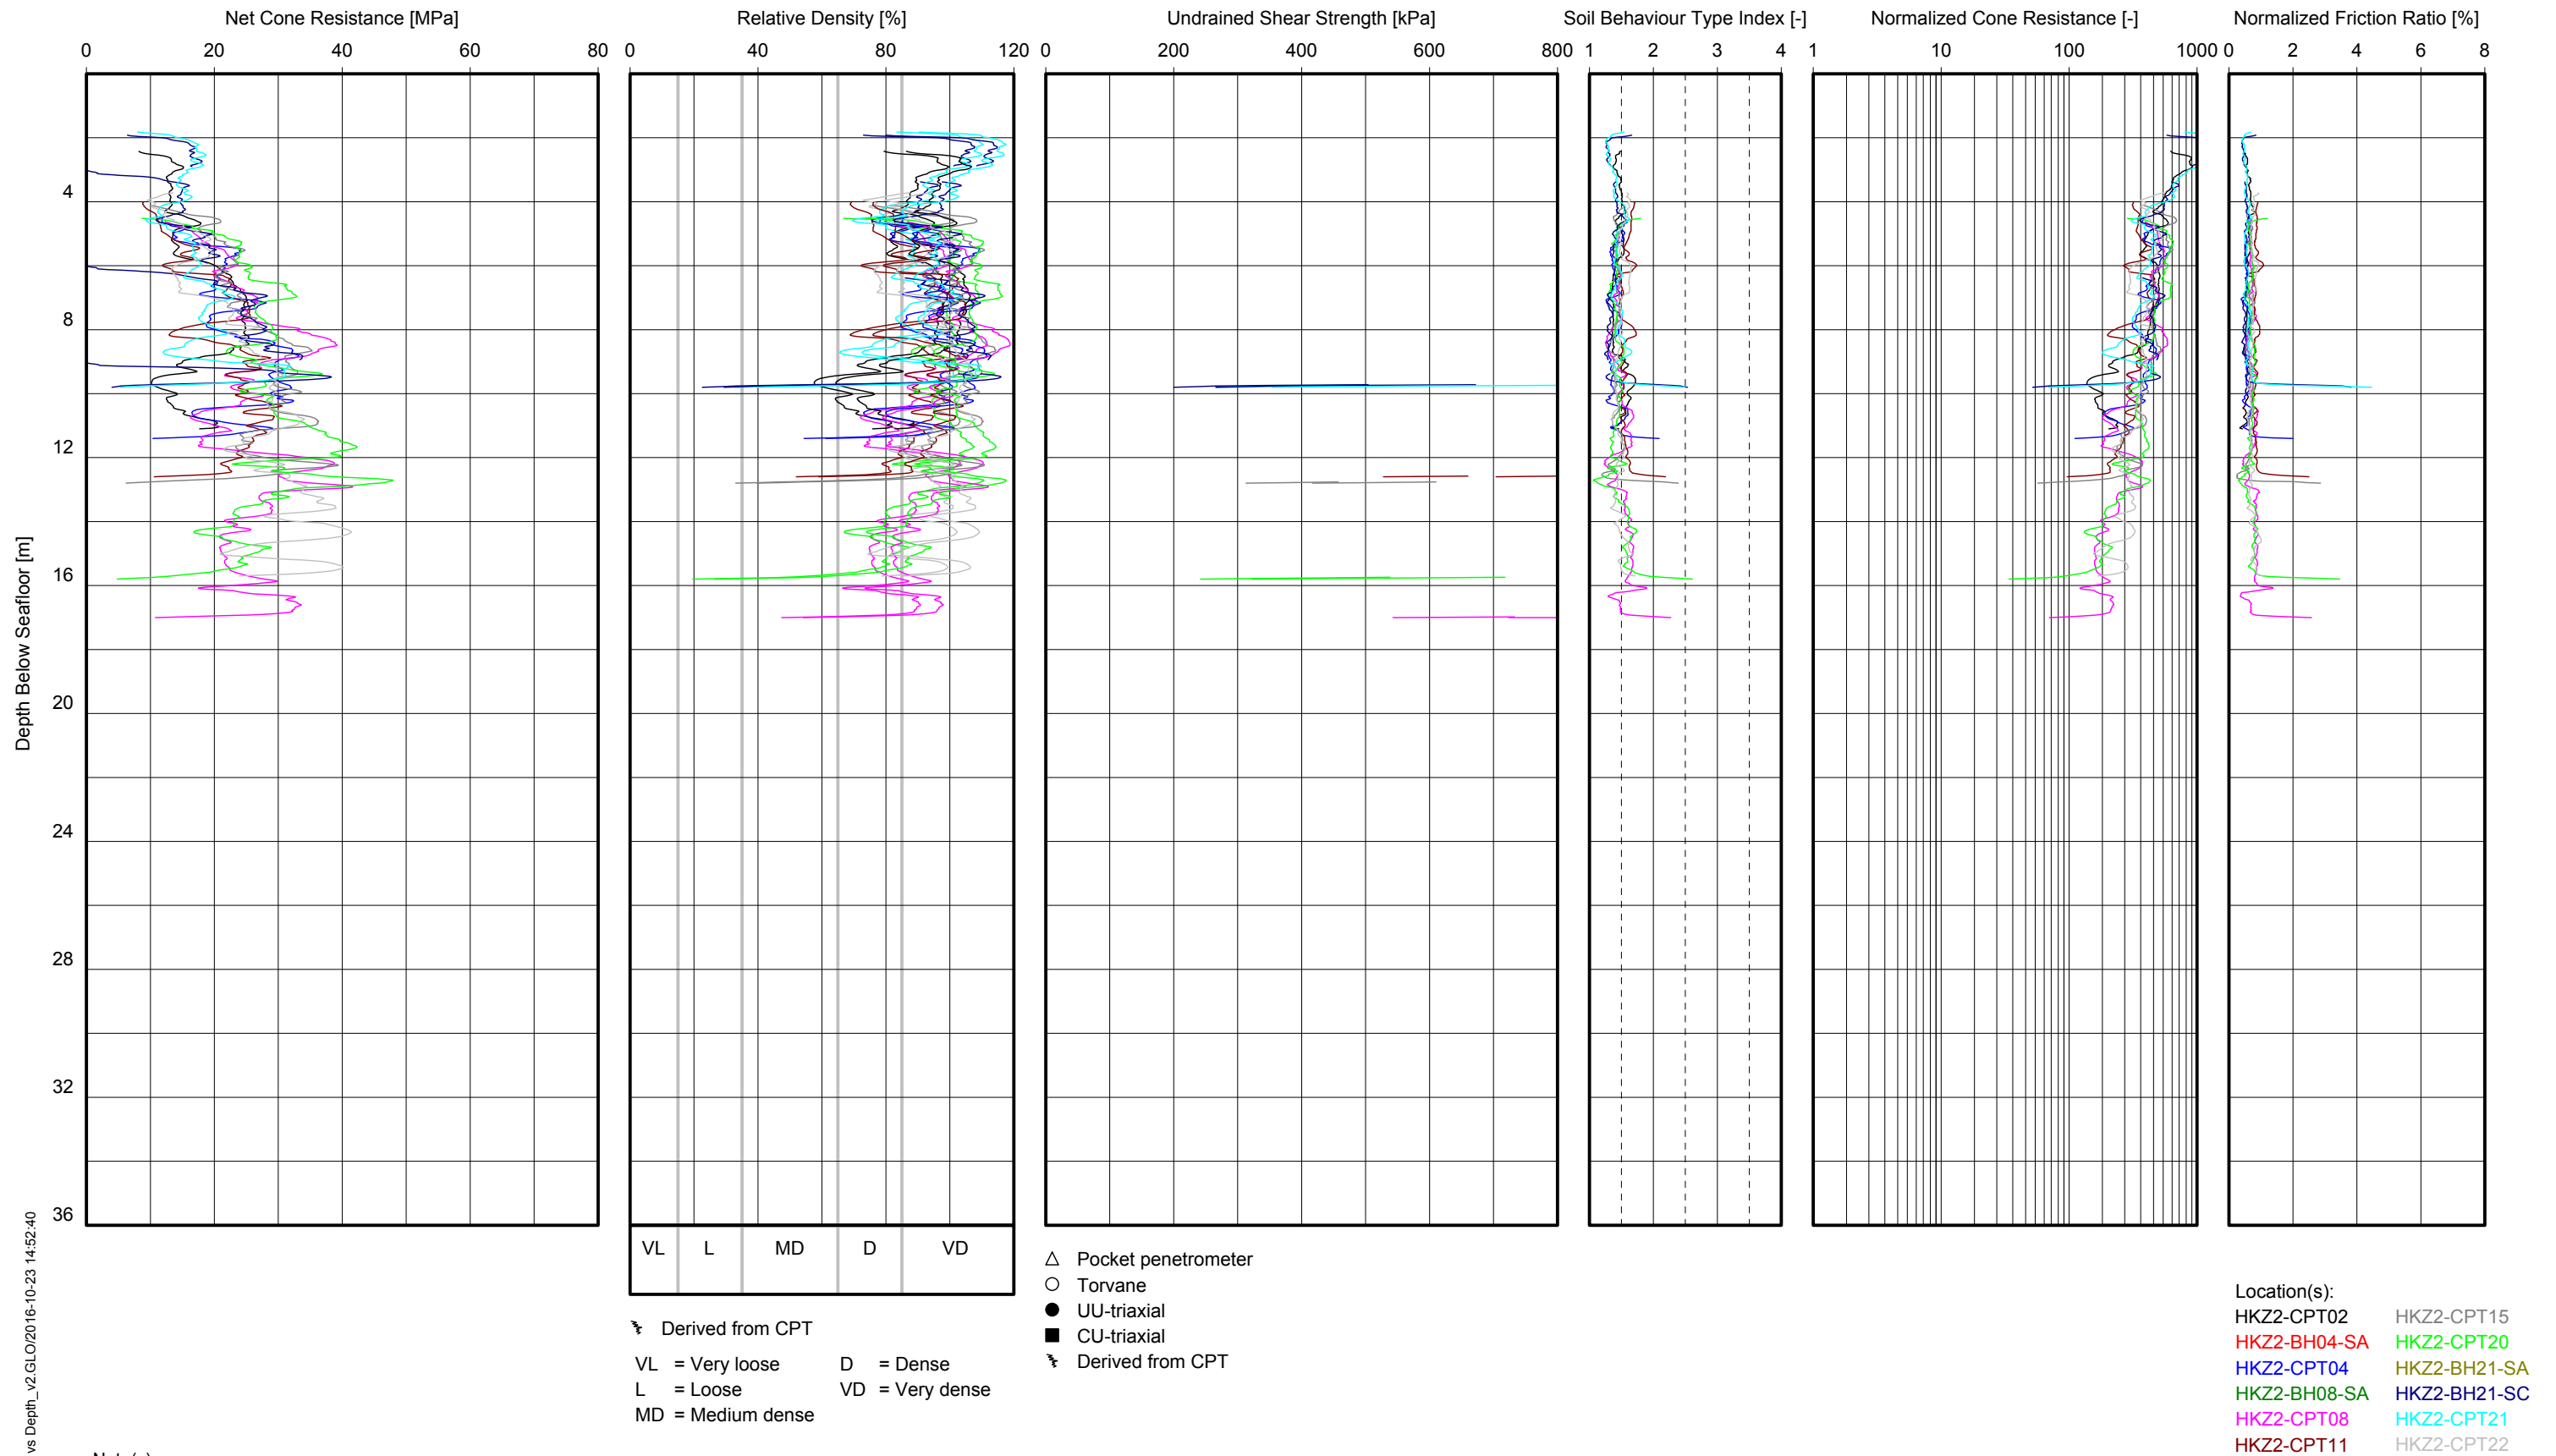 Net Cone Resistance [MPa]
Relative Density [%]
Undrained Shear Strength [kPa]
Soil Behaviour Type Index [-]
Normalized Cone Resistance [-]
Normalized Friction Ratio [%]
0 20 40 60 80
0 40 80 120
0 200 400 600 800
1 2 3 4
1 10 100 1000
0 2 4 6 8
Depth Below Seafloor [m]
4
8
12
16
20
24
28
32
36
VL L MD D VD
Derived from CPT
VL = Very loose
L = Loose
MD = Medium dense
D = Dense
VD = Very dense
Pocket penetrometer
Torvane
UU-triaxial
CU-triaxial
Derived from CPT
Location(s):
HKZ2-CPT02
HKZ2-BH04-SA
HKZ2-CPT04
HKZ2-BH08-SA
HKZ2-CPT08
HKZ2-CPT11
HKZ2-CPT15
HKZ2-CPT20
HKZ2-BH21-SA
HKZ2-BH21-SC
HKZ2-CPT21
HKZ2-CPT22
vs Depth_v2.GLO/2016-10-23 14:52:40